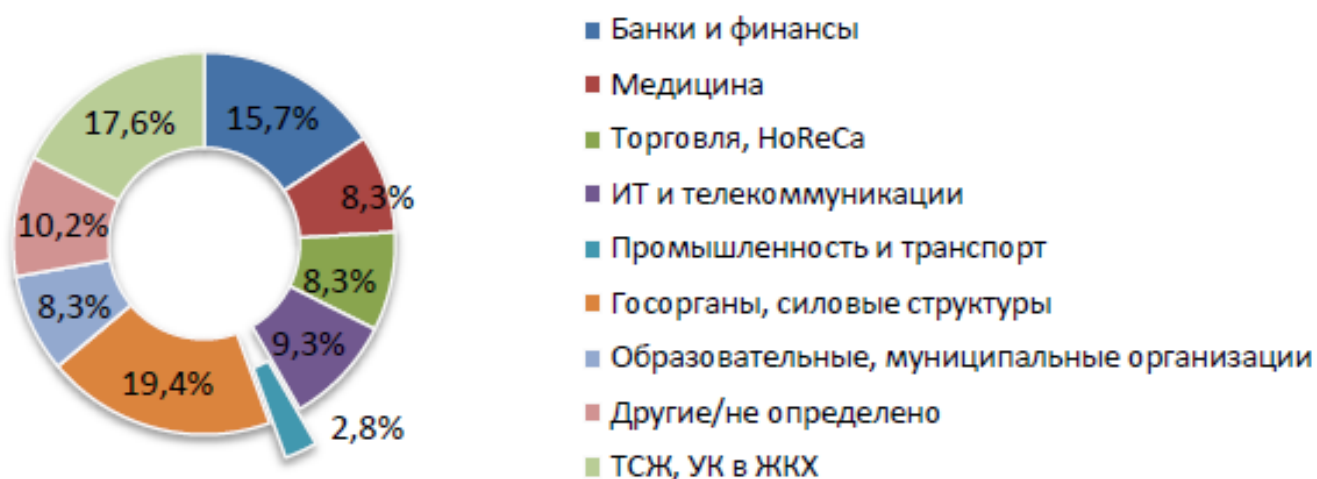 17,6%
15,7%
8,3%
10,2%
8,3%
8,3%
9,3%
19,4%
2,8%
Банки и финансы
Медицина
Торговля, HoReCa
ИТ и телекоммуникации
Промышленность и транспорт
Госорганы, силовые структуры
Образовательные, муниципальные организации
Другие/не определено
ТСЖ, УК в ЖКХ